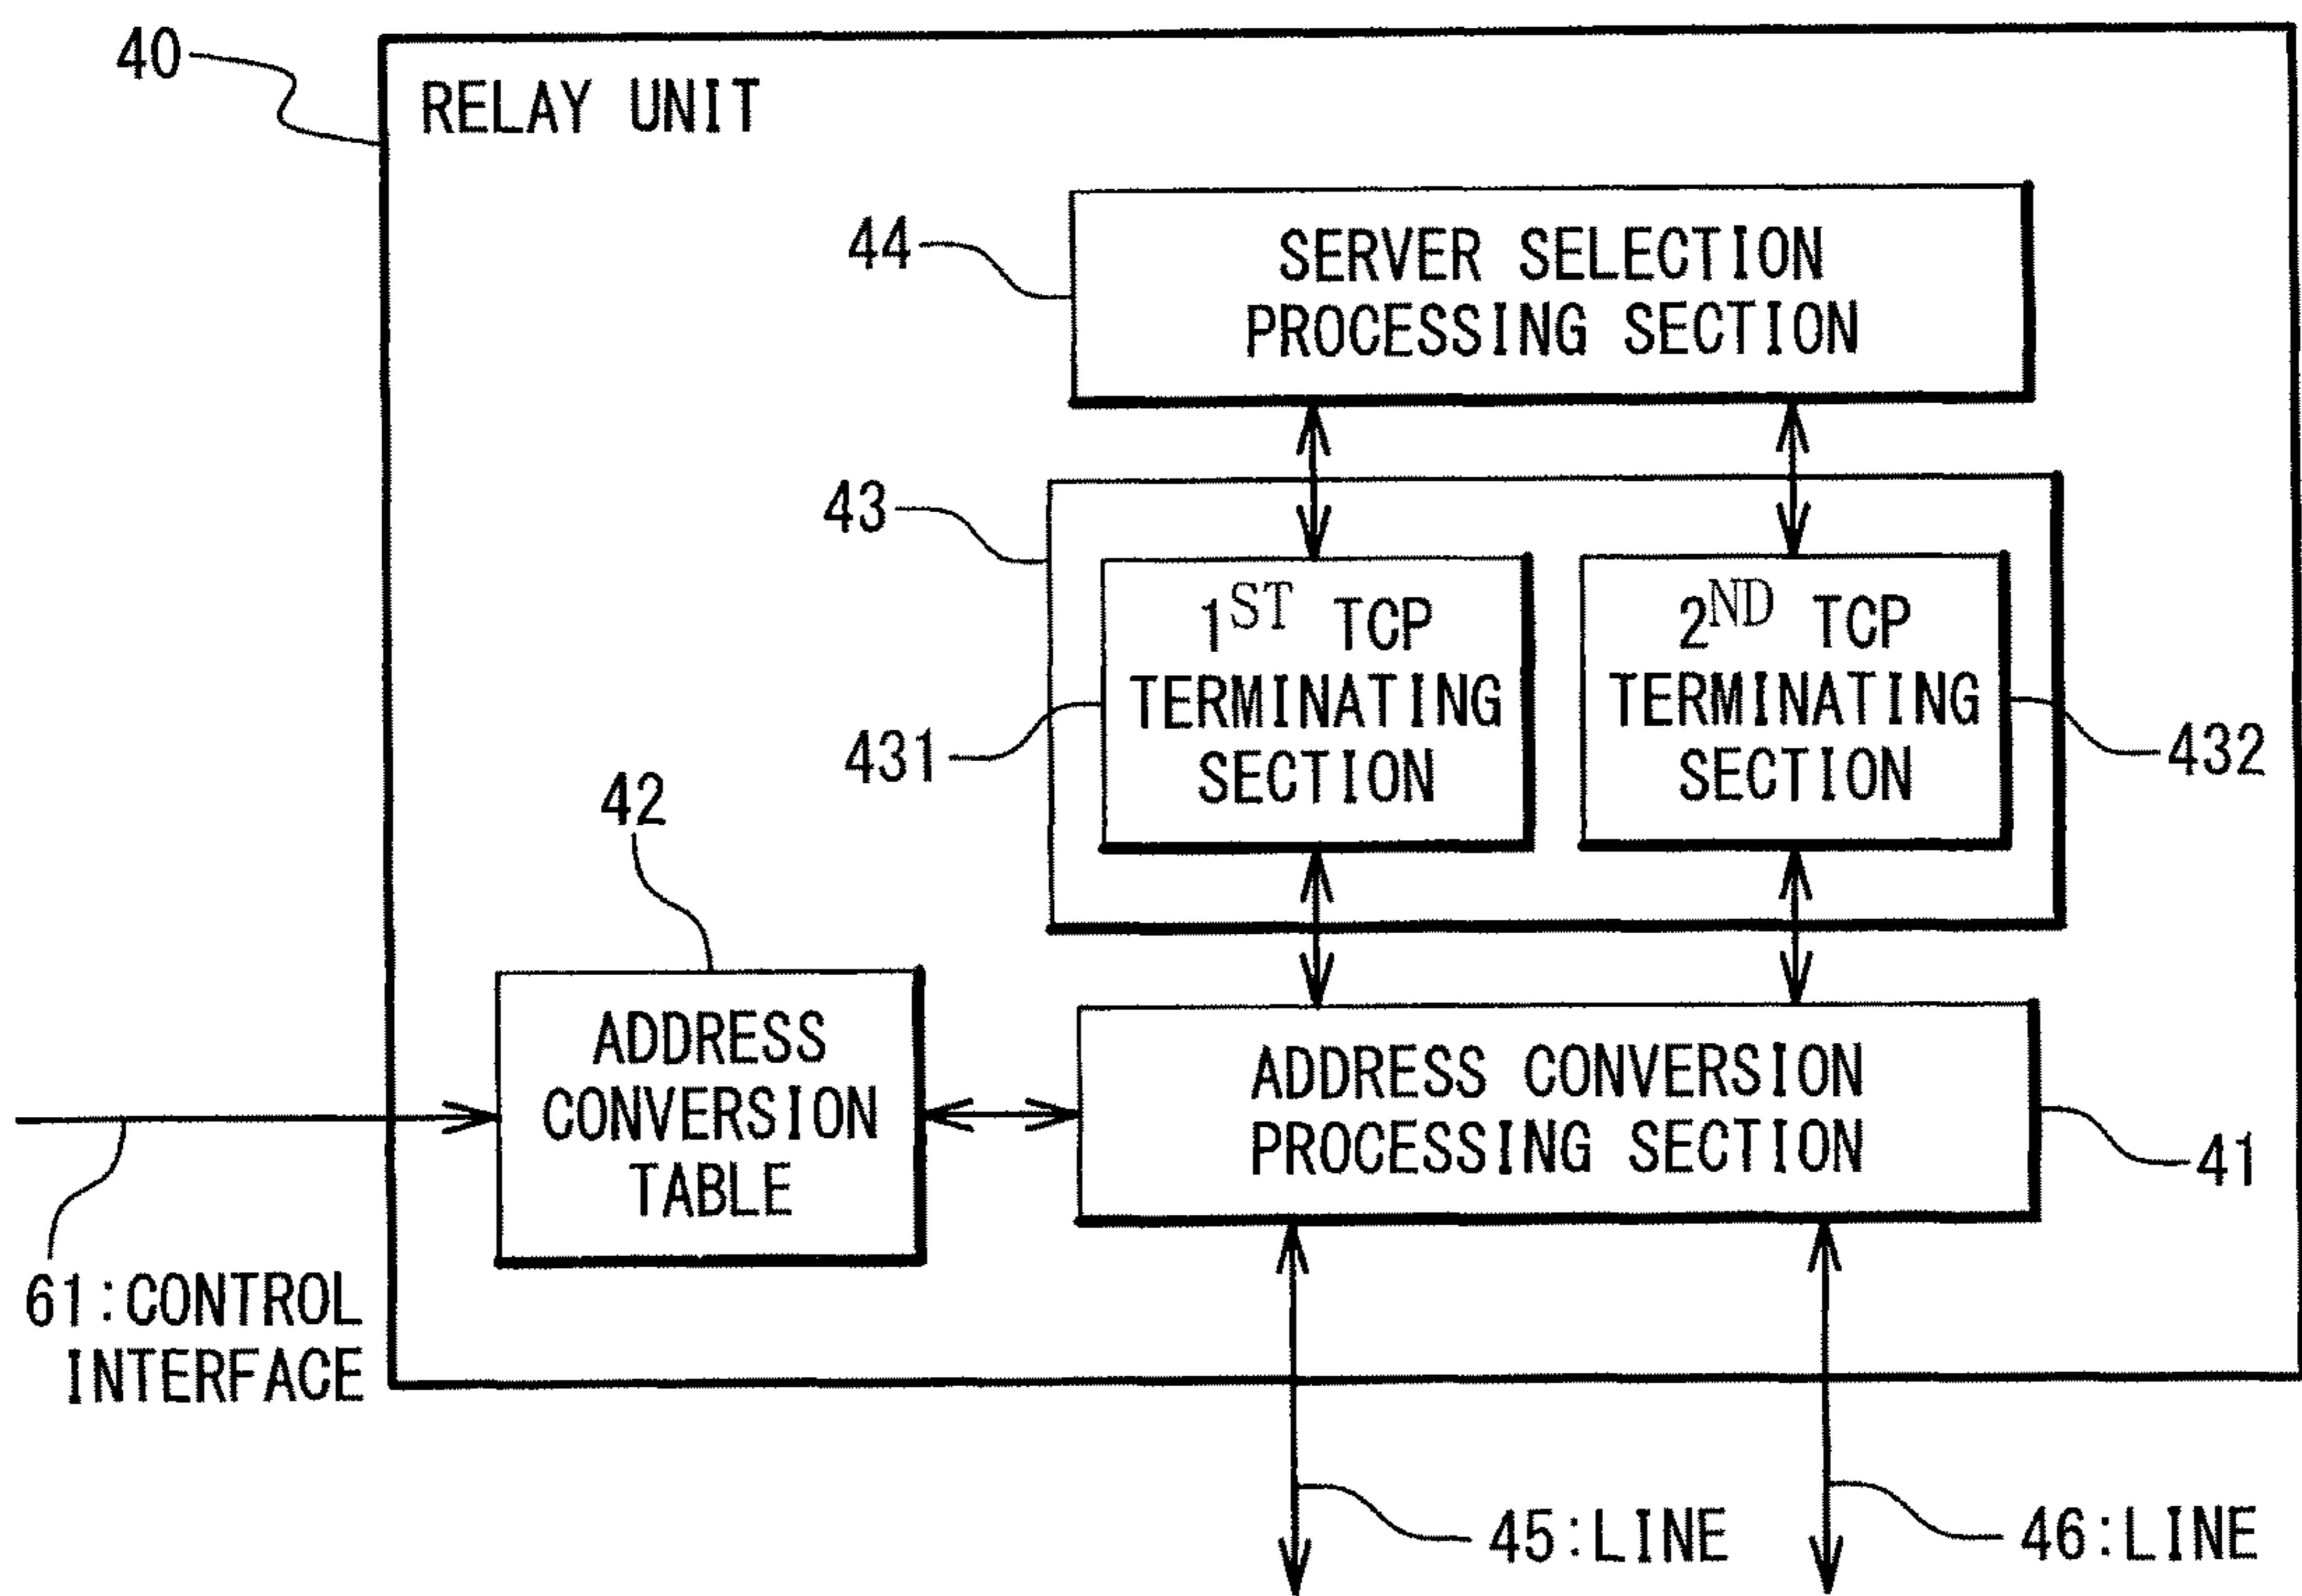 40
RELAY UNIT
44
SERVER SELECTION
PROCESSING SECTION
43
1ST TCP
TERMINATING
SECTION
431
2ND TCP
TERMINATING
SECTION
432
42
ADDRESS
CONVERSION
TABLE
ADDRESS CONVERSION
PROCESSING SECTION
41
61:CONTROL
INTERFACE
45:LINE
46:LINE